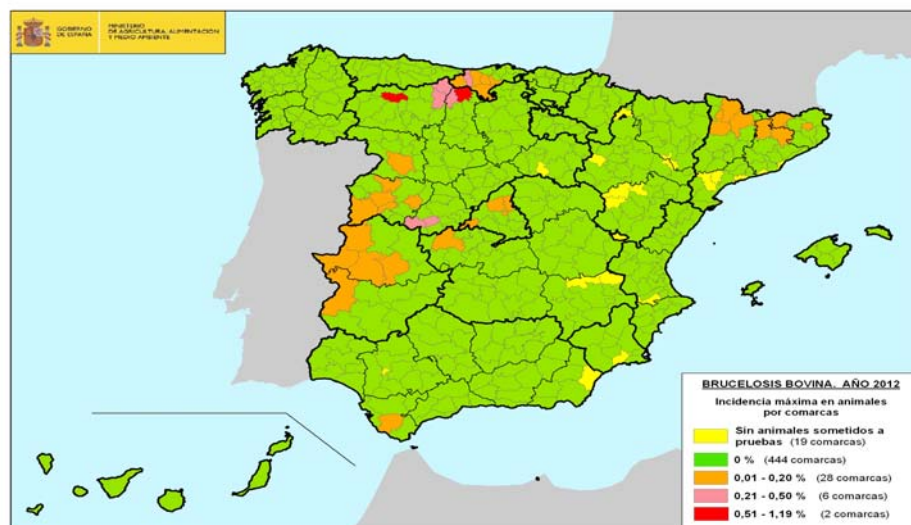 GOBIERNO
DE ESPAÑA
MINISTERIO
DE AGRICULTURA, ALIMENTACIÓN
Y MEDIO AMBIENTE
BRUCELOSIS BOVINA. AÑO 2012
Incidencia máxima en animales
por comarcas
Sin animales sometidos a
pruebas (19 comarcas)
0 % (444 comarcas)
0,01 - 0,20 % (28 comarcas)
0,21 - 0,50 % (6 comarcas)
0,51 - 1,19 % (2 comarcas)